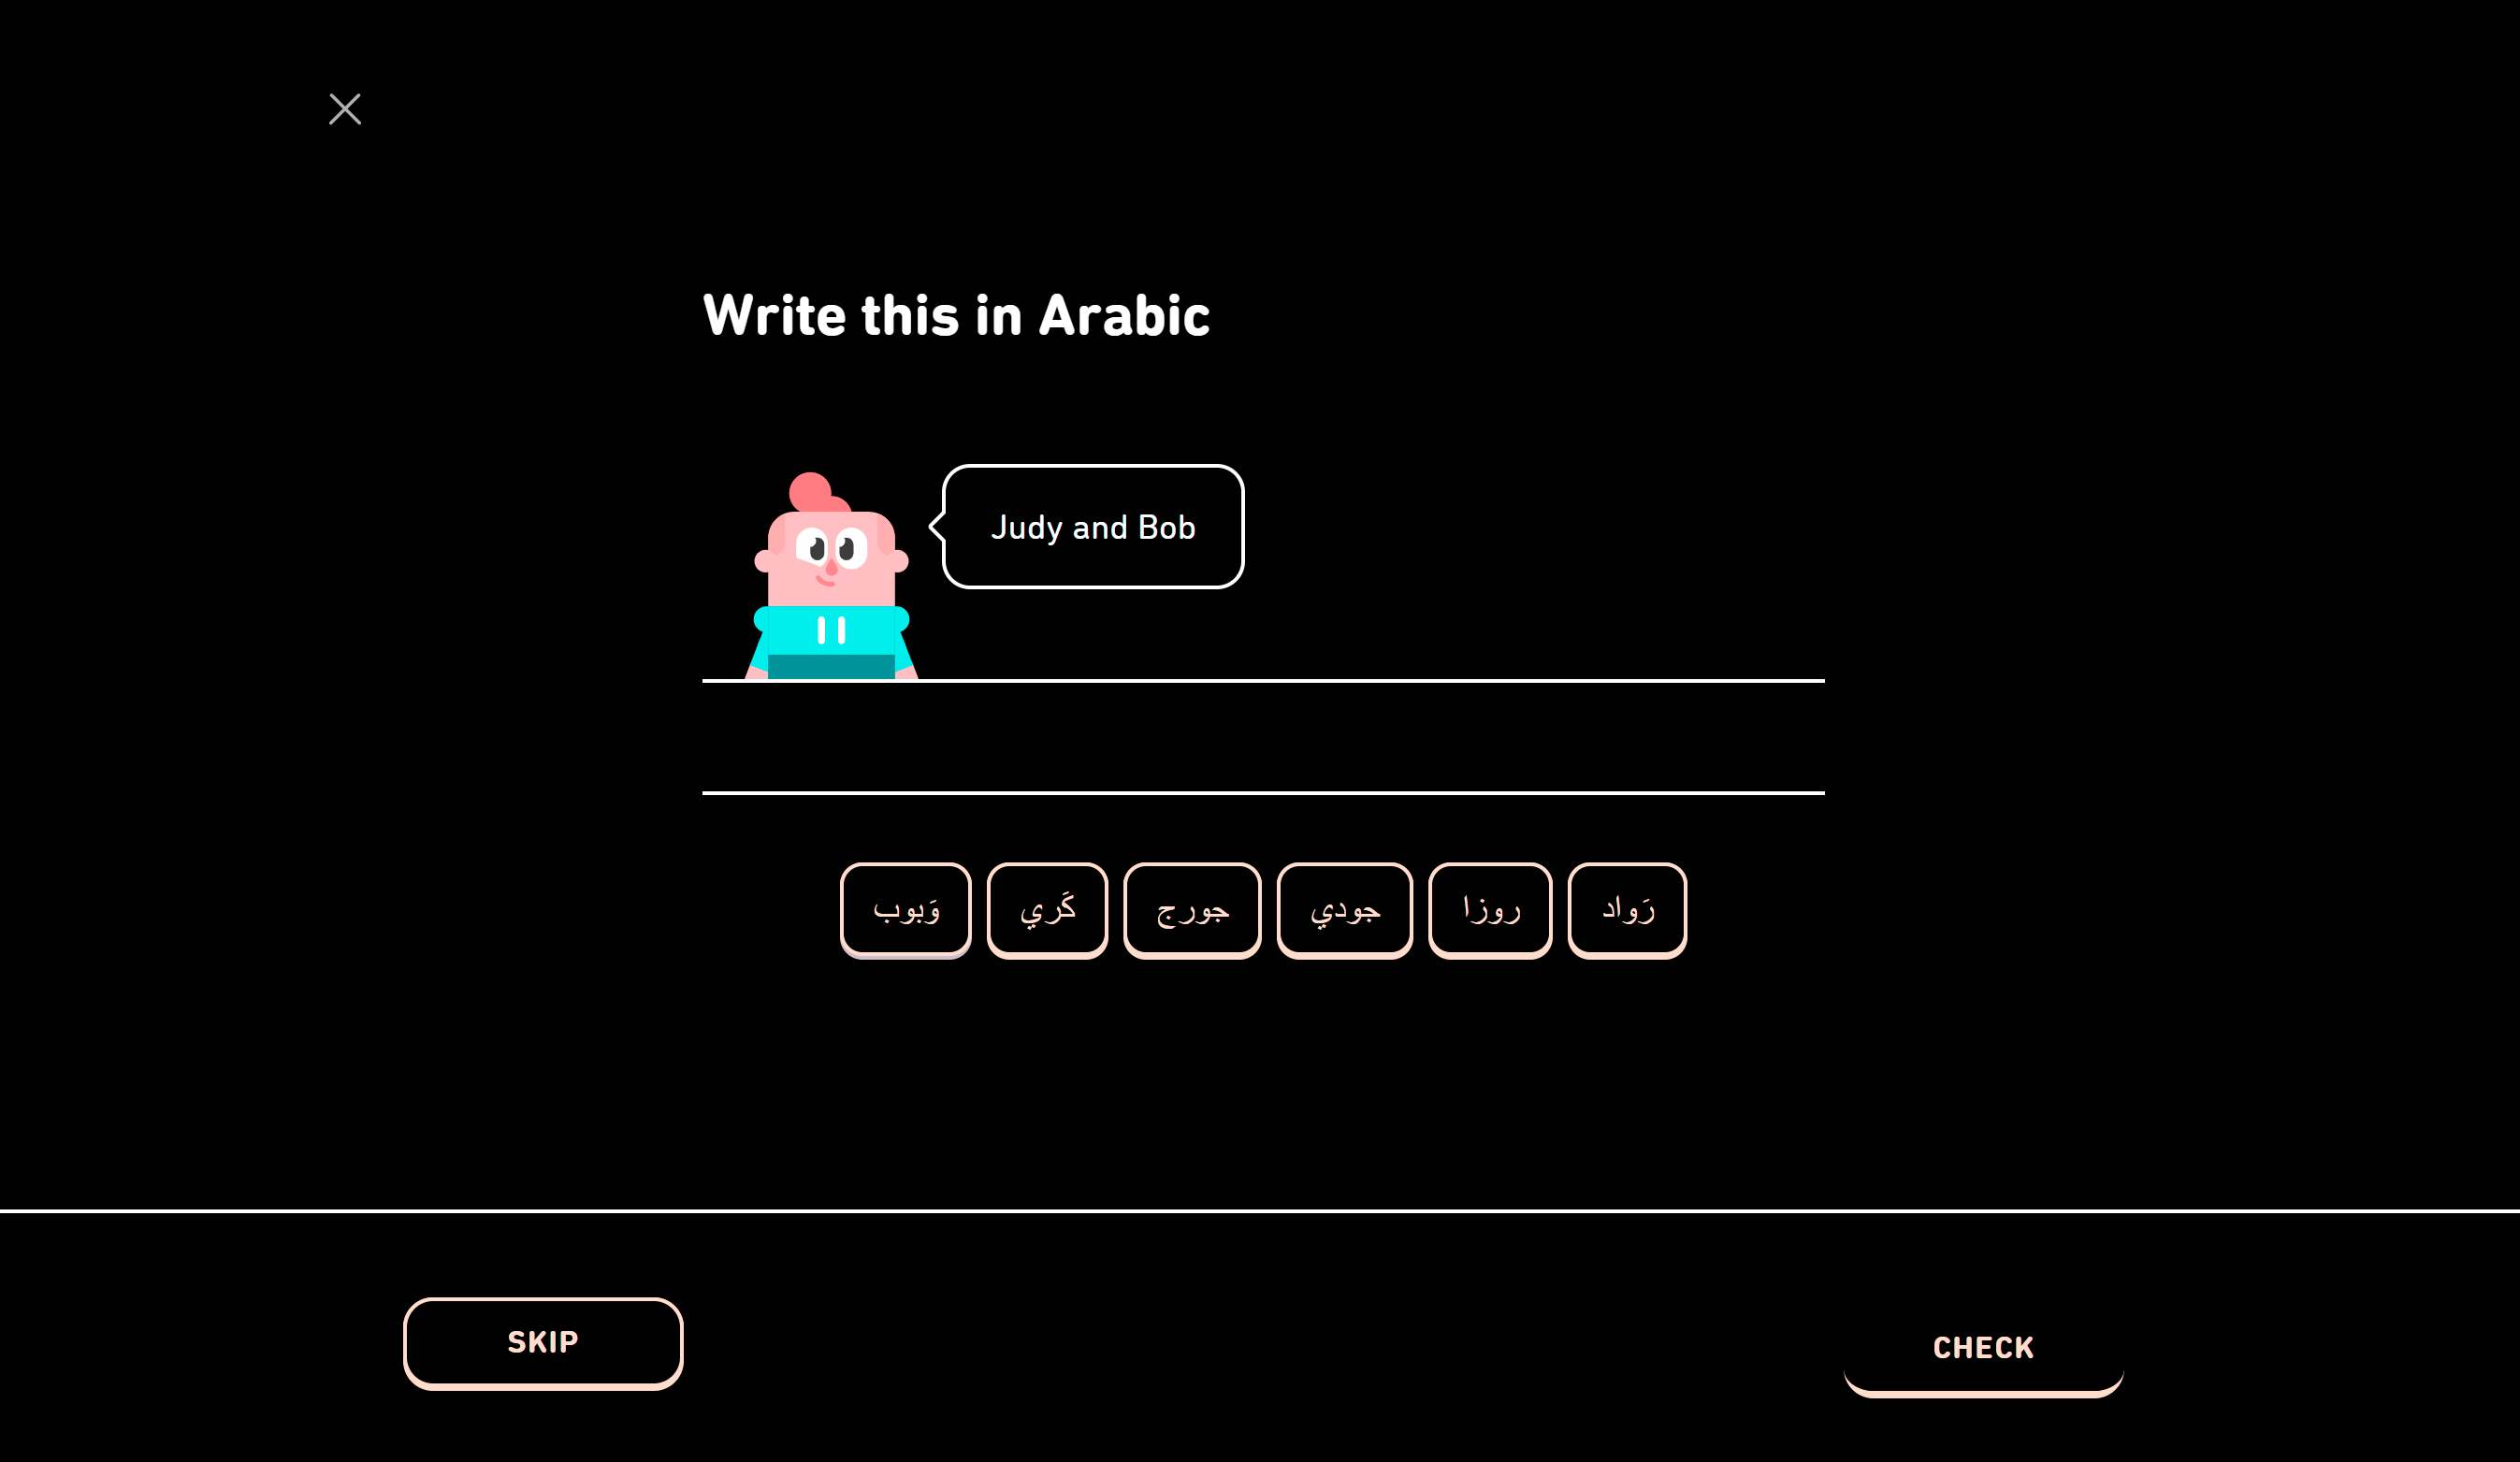 Write this in Arabic
Judy and Bob
وَبوب
كَري
جورج
جودي
روزا
رَواد
SKIP
CHECK